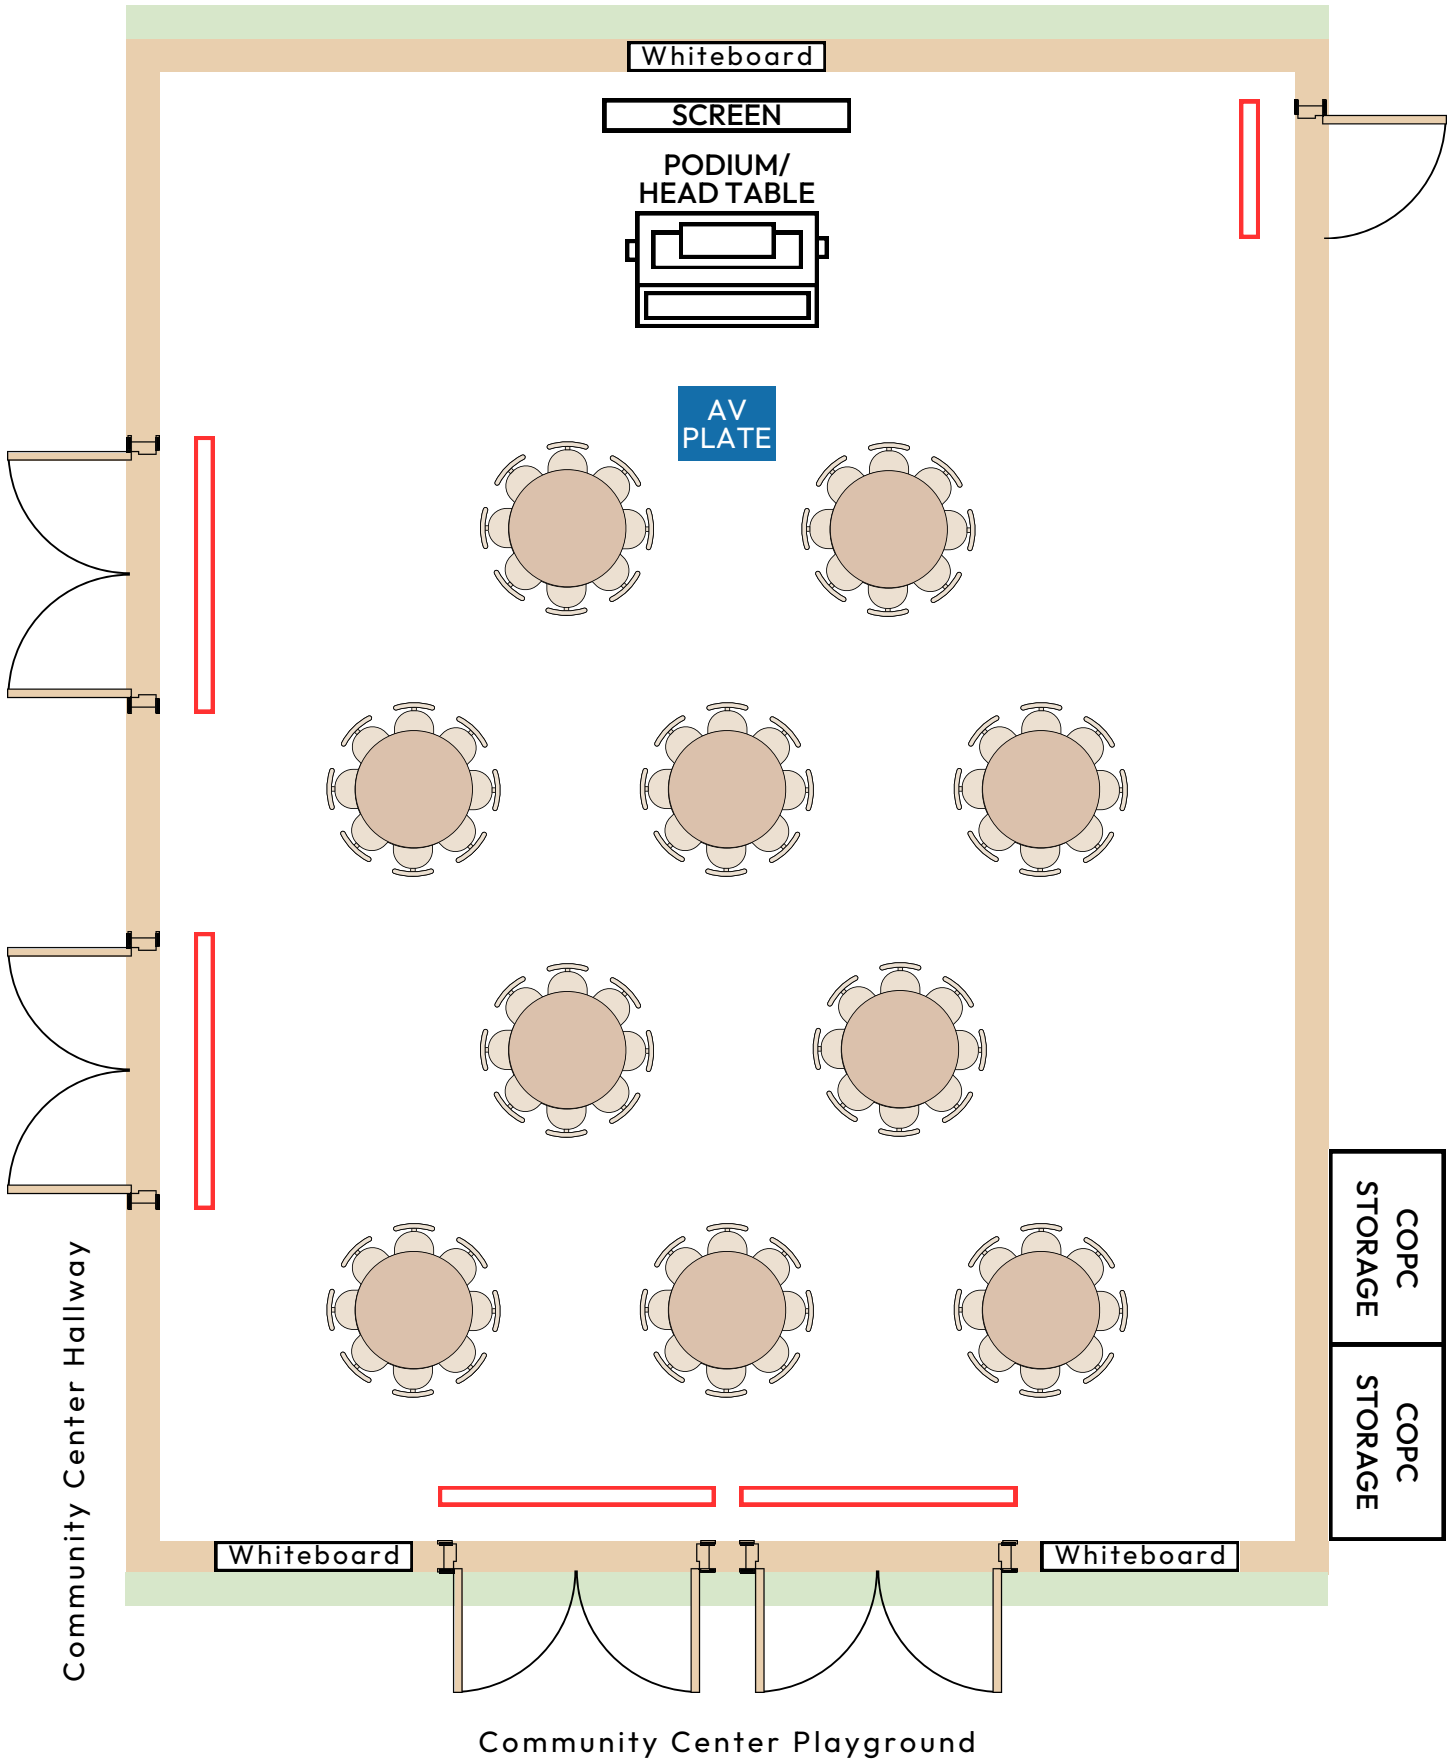 Whiteboard
SCREEN
PODIUM/
HEAD TABLE
AV
PLATE
COPC
STORAGE
COPC
STORAGE
Community Center Hallway
Whiteboard
Whiteboard
Community Center Playground